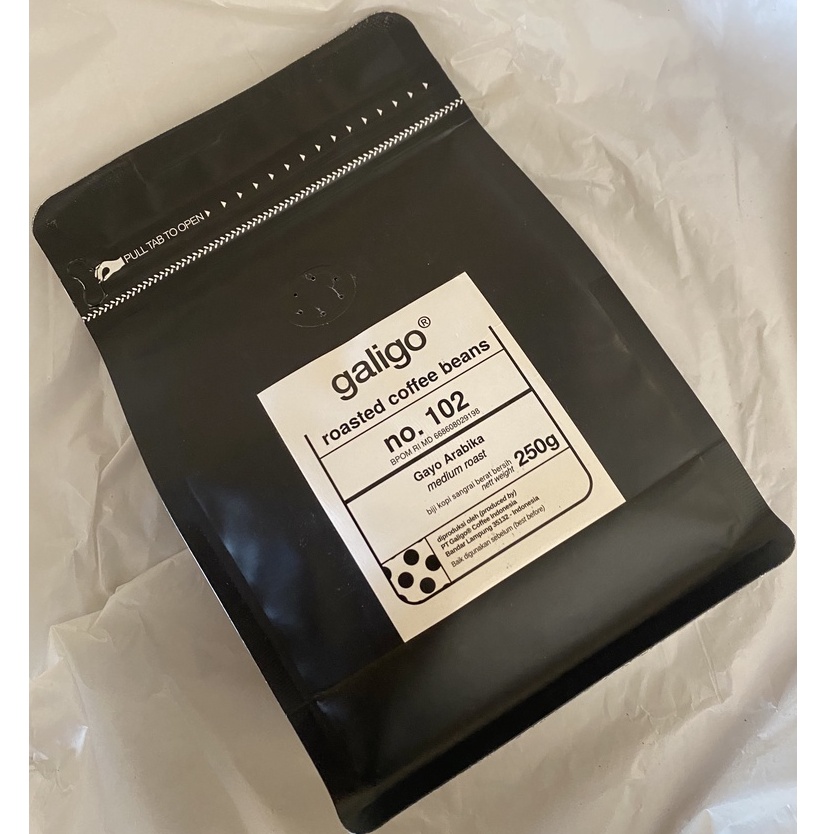 PULL TAB TO OPEN
galigo®
roasted coffee beans
no. 102
BPOM RI MD 668608029198
Gayo Arabika
medium roast
biji kopi sangrai berat bersih
nett weight
250g
diproduksi oleh (produced by)
PT Galigo® Coffee Indonesia
Bandar Lampung 35132 - Indonesia
Baik digunakan sebelum (best before)